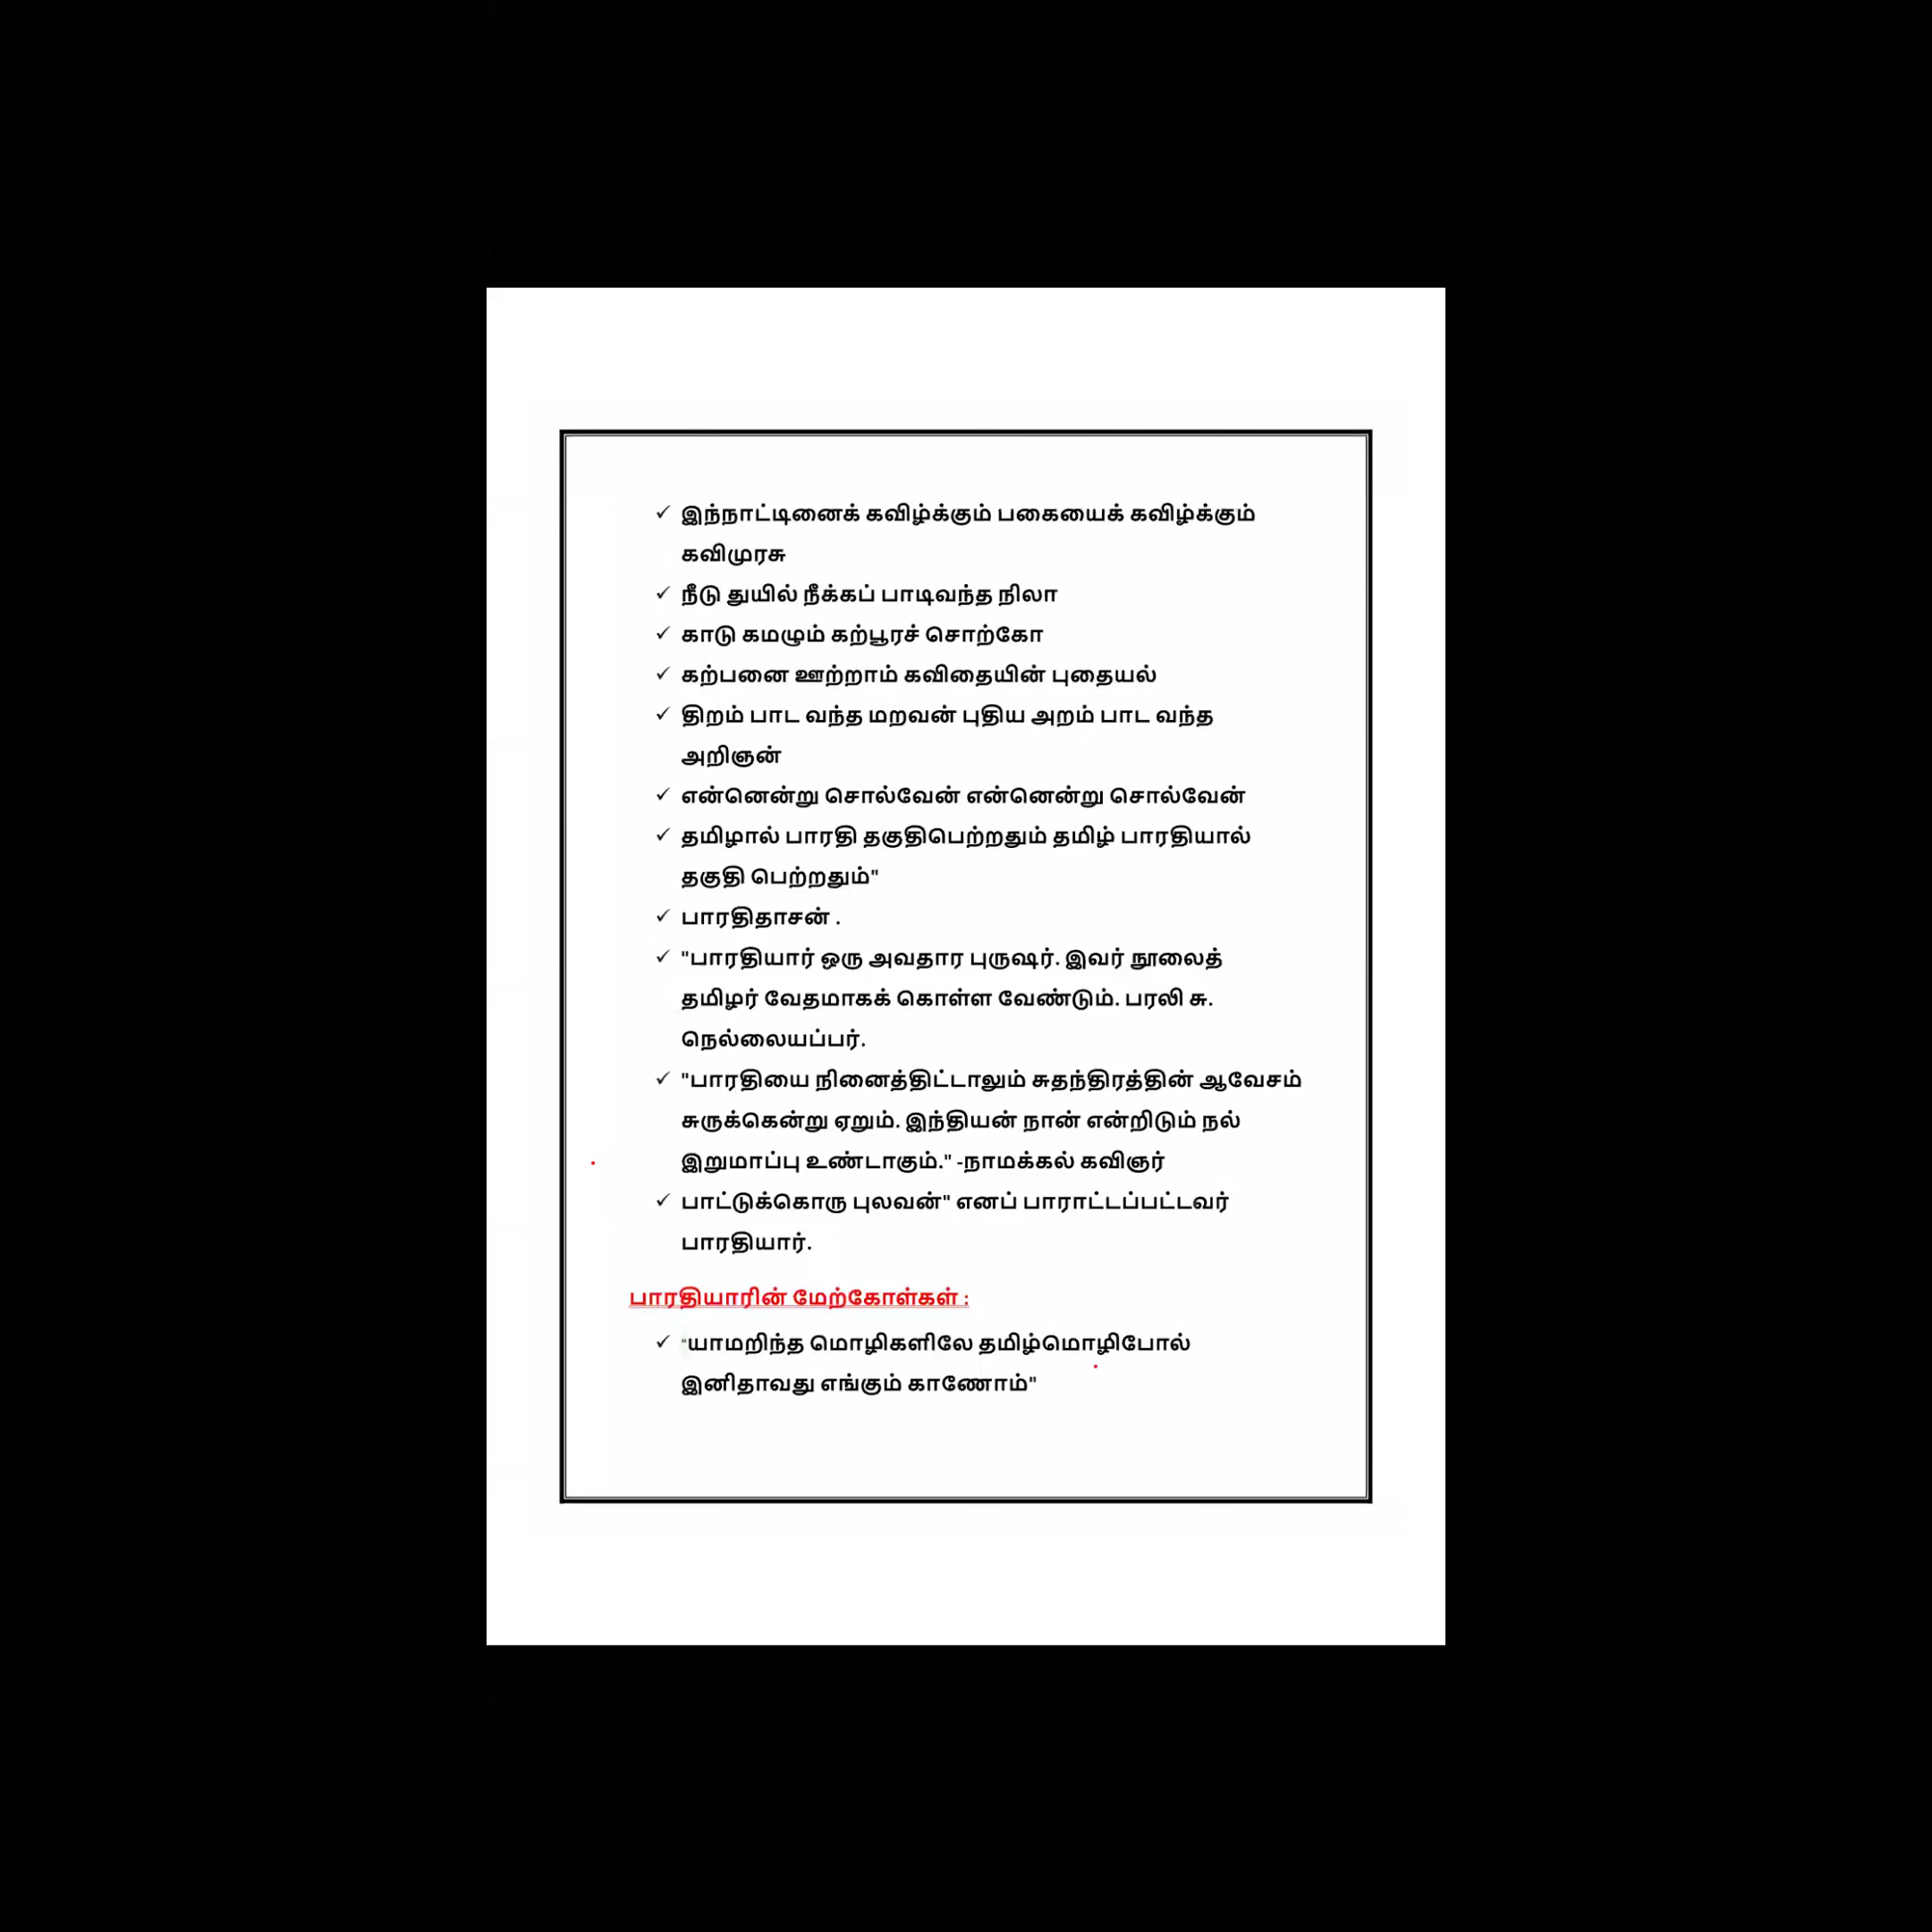 ✓ இந்நாட்டினைக் கவிழ்க்கும் பகையைக் கவிழ்க்கும்
கவிமுரசு
✓ நீடு துயில் நீக்கப் பாடிவந்த நிலா
✓ காடு கமழும் கற்பூரச் சொற்கோ
✓ கற்பனை ஊற்றாம் கவிதையின் புதையல்
✓ திறம் பாட வந்த மறவன் புதிய அறம் பாட வந்த
அறிஞன்
✓ என்னென்று சொல்வேன் என்னென்று சொல்வேன்
✓ தமிழால் பாரதி தகுதிபெற்றதும் தமிழ் பாரதியால்
தகுதி பெற்றதும்"
✓ பாரதிதாசன் .
✓ "பாரதியார் ஒரு அவதார புருஷர். இவர் நூலைத்
தமிழர் வேதமாகக் கொள்ள வேண்டும். பரலி சு.
நெல்லையப்பர்.
✓ "பாரதியை நினைத்திட்டாலும் சுதந்திரத்தின் ஆவேசம்
சுருக்கென்று ஏறும். இந்தியன் நான் என்றிடும் நல்
இறுமாப்பு உண்டாகும்." -நாமக்கல் கவிஞர்
✓ பாட்டுக்கொரு புலவன்" எனப் பாராட்டப்பட்டவர்
பாரதியார்.
பாரதியாரின் மேற்கோள்கள் :
✓ "யாமறிந்த மொழிகளிலே தமிழ்மொழிபோல்
இனிதாவது எங்கும் காணோம்"